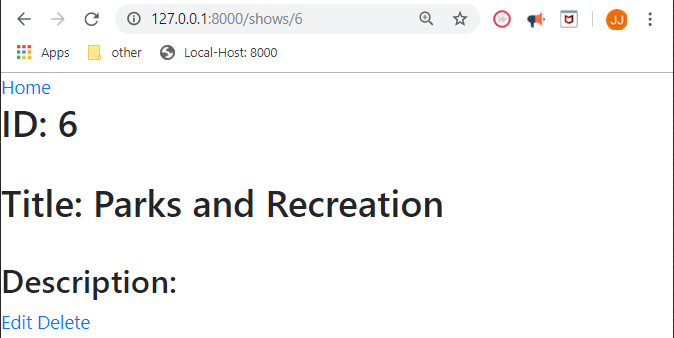 127.0.0.1:8000/shows/6
JJ
Apps other Local-Host: 8000
Home
ID: 6
Title: Parks and Recreation
Description:
Edit Delete